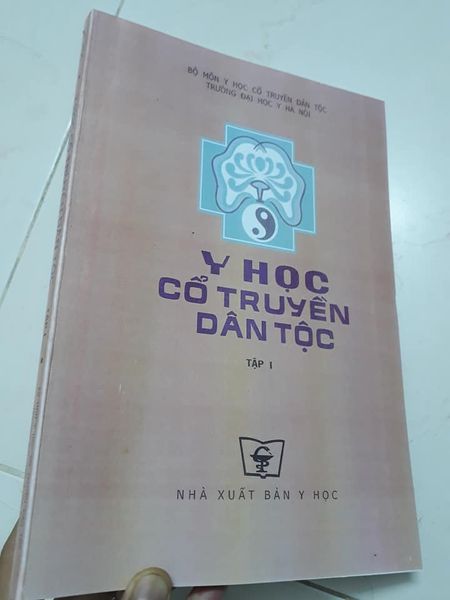 BỘ MÔN Y HỌC CỔ TRUYỀN DÂN TỘC
TRƯỜNG ĐẠI HỌC Y HÀ NỘI
Y HỌC
CỔ TRUYỀN
DÂN TỘC
TẬP I
NHÀ XUẤT BẢN Y HỌC